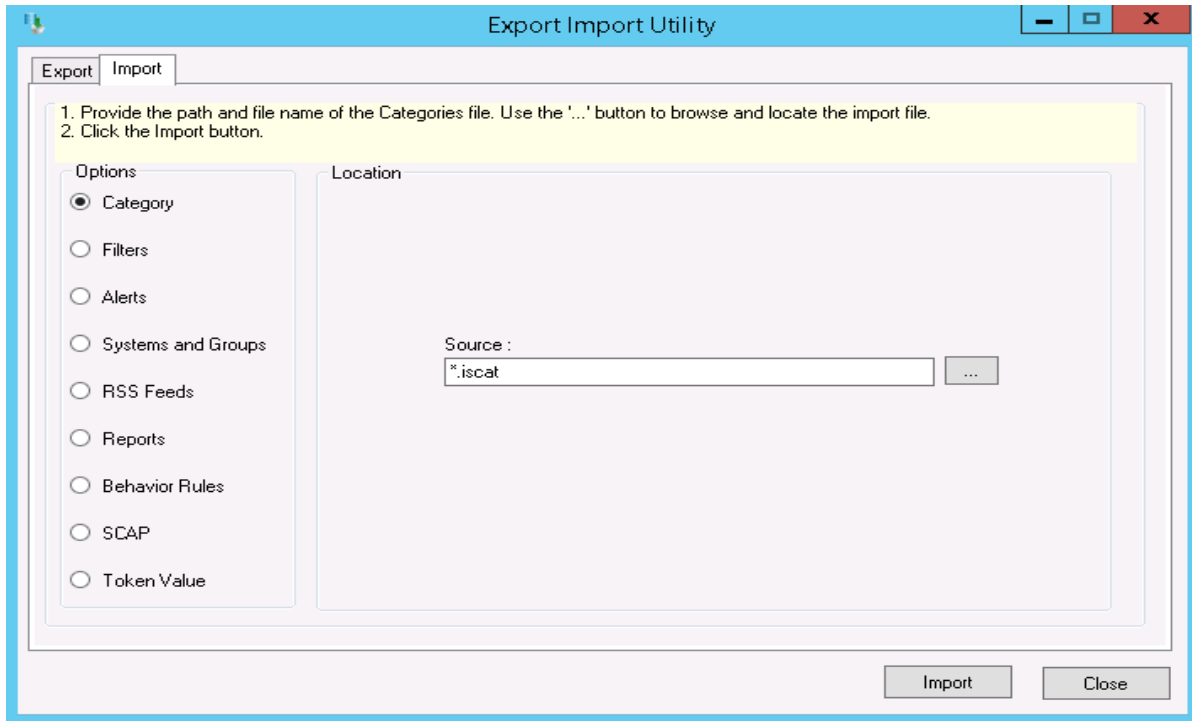 Export Import Utility
Export
Import
1. Provide the path and file name of the Categories file. Use the '...' button to browse and locate the import file.
2. Click the Import button.
Options
Category
Filters
Alerts
Systems and Groups
RSS Feeds
Reports
Behavior Rules
SCAP
Token Value
Location
Source :
*.iscat
...
Import
Close